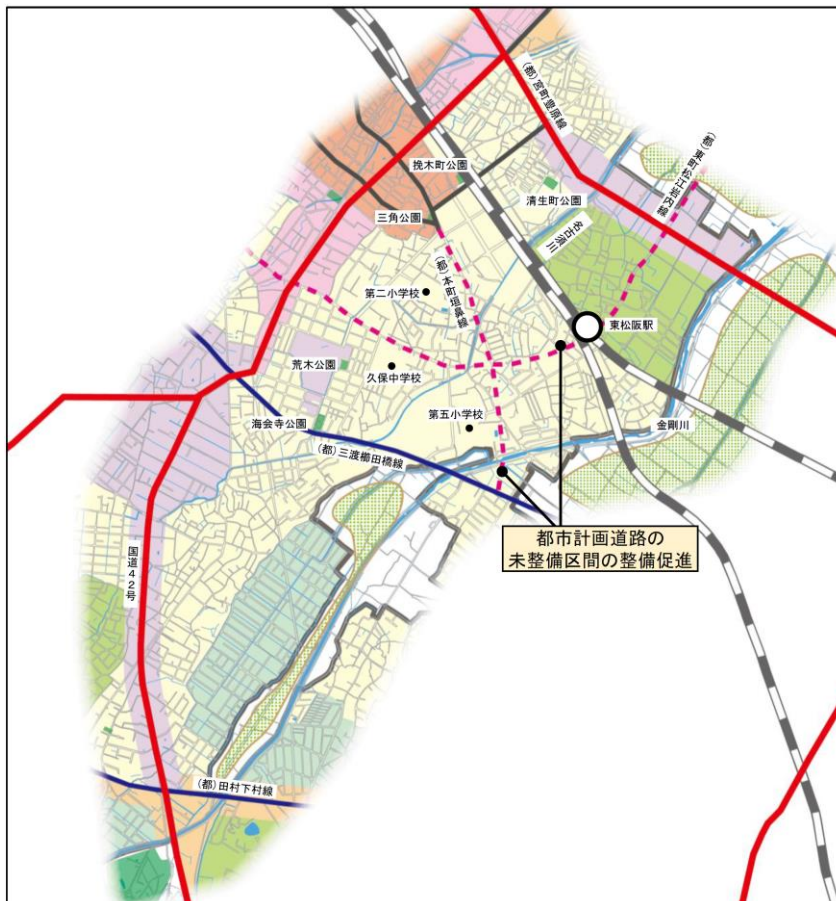 (都)宮町豊原線
(都)東町松江岩内線
挽木町公園
清生町公園
三角公園
名古須川
(都)本町垣鼻線
第二小学校
東松阪駅
荒木公園
久保中学校
海会寺公園
第五小学校
金剛川
(都)三渡櫛田橋線
都市計画道路の
未整備区間の整備促進
国道42号
(都)田村下村線